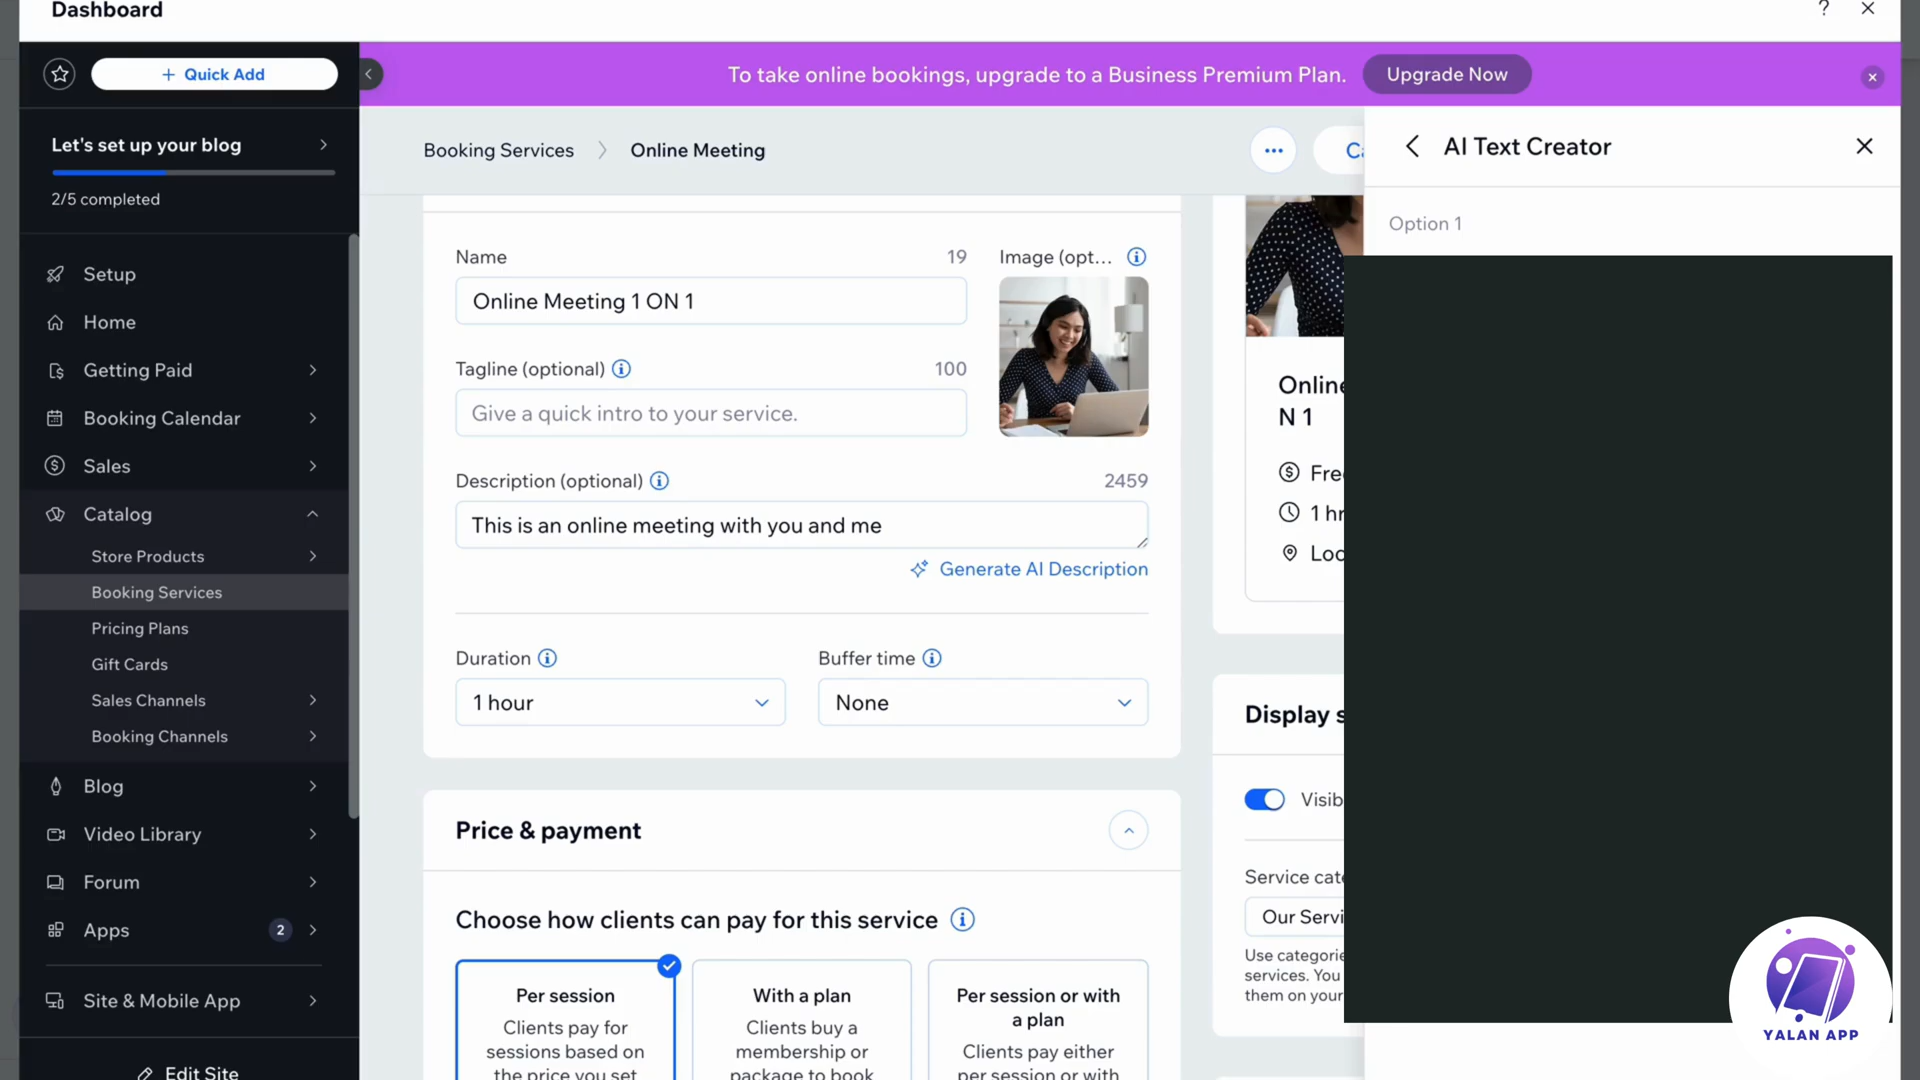 Dashboard
?
Quick Add
To take online bookings, upgrade to a Business Premium Plan.
Upgrade Now
Let's set up your blog
2/5 completed
Setup
Home
Getting Paid
Booking Calendar
Sales
Catalog
Store Products
Booking Services
Pricing Plans
Gift Cards
Sales Channels
Booking Channels
Blog
Video Library
Forum
Apps
2
Site & Mobile App
Edit Site
Booking Services
Online Meeting
Name
19
Image (opt...
Online Meeting 1 ON 1
Tagline (optional)
100
Give a quick intro to your service.
Description (optional)
2459
This is an online meeting with you and me
Generate AI Description
Duration
Buffer time
1 hour
None
Price & payment
Choose how clients can pay for this service
Per session
Clients pay for
sessions based on
the price you set
With a plan
Clients buy a
membership or
package to book
Per session or with
a plan
Clients pay either
per session or with
Online
N 1
Fre
1 hr
Loc
Display s
Visib
Service cate
Our Servi
Use categorie
services. You
them on your
AI Text Creator
Option 1
YALAN APP